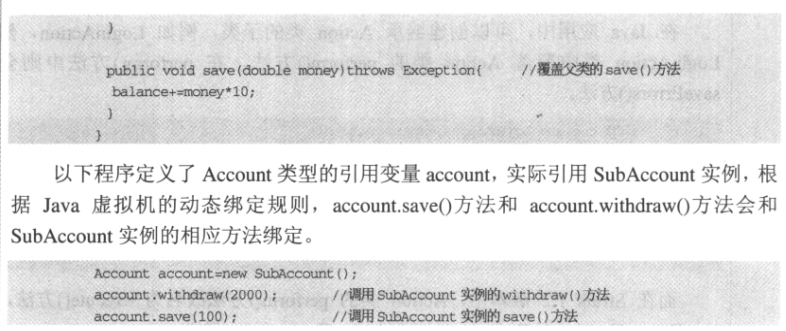 }
public void save(double money)throws Exception{ //覆盖父类的save()方法
balance+=money*10;
}
}
以下程序定义了 Account 类型的引用变量 account，实际引用 SubAccount 实例，根
据 Java 虚拟机的动态绑定规则，account.save()方法和 account.withdraw()方法会和
SubAccount 实例的相应方法绑定。
Account account=new SubAccount();
account.withdraw(2000); //调用 SubAccount 实例的withdraw()方法
account.save(100); //调用 SubAccount 实例的 save()方法